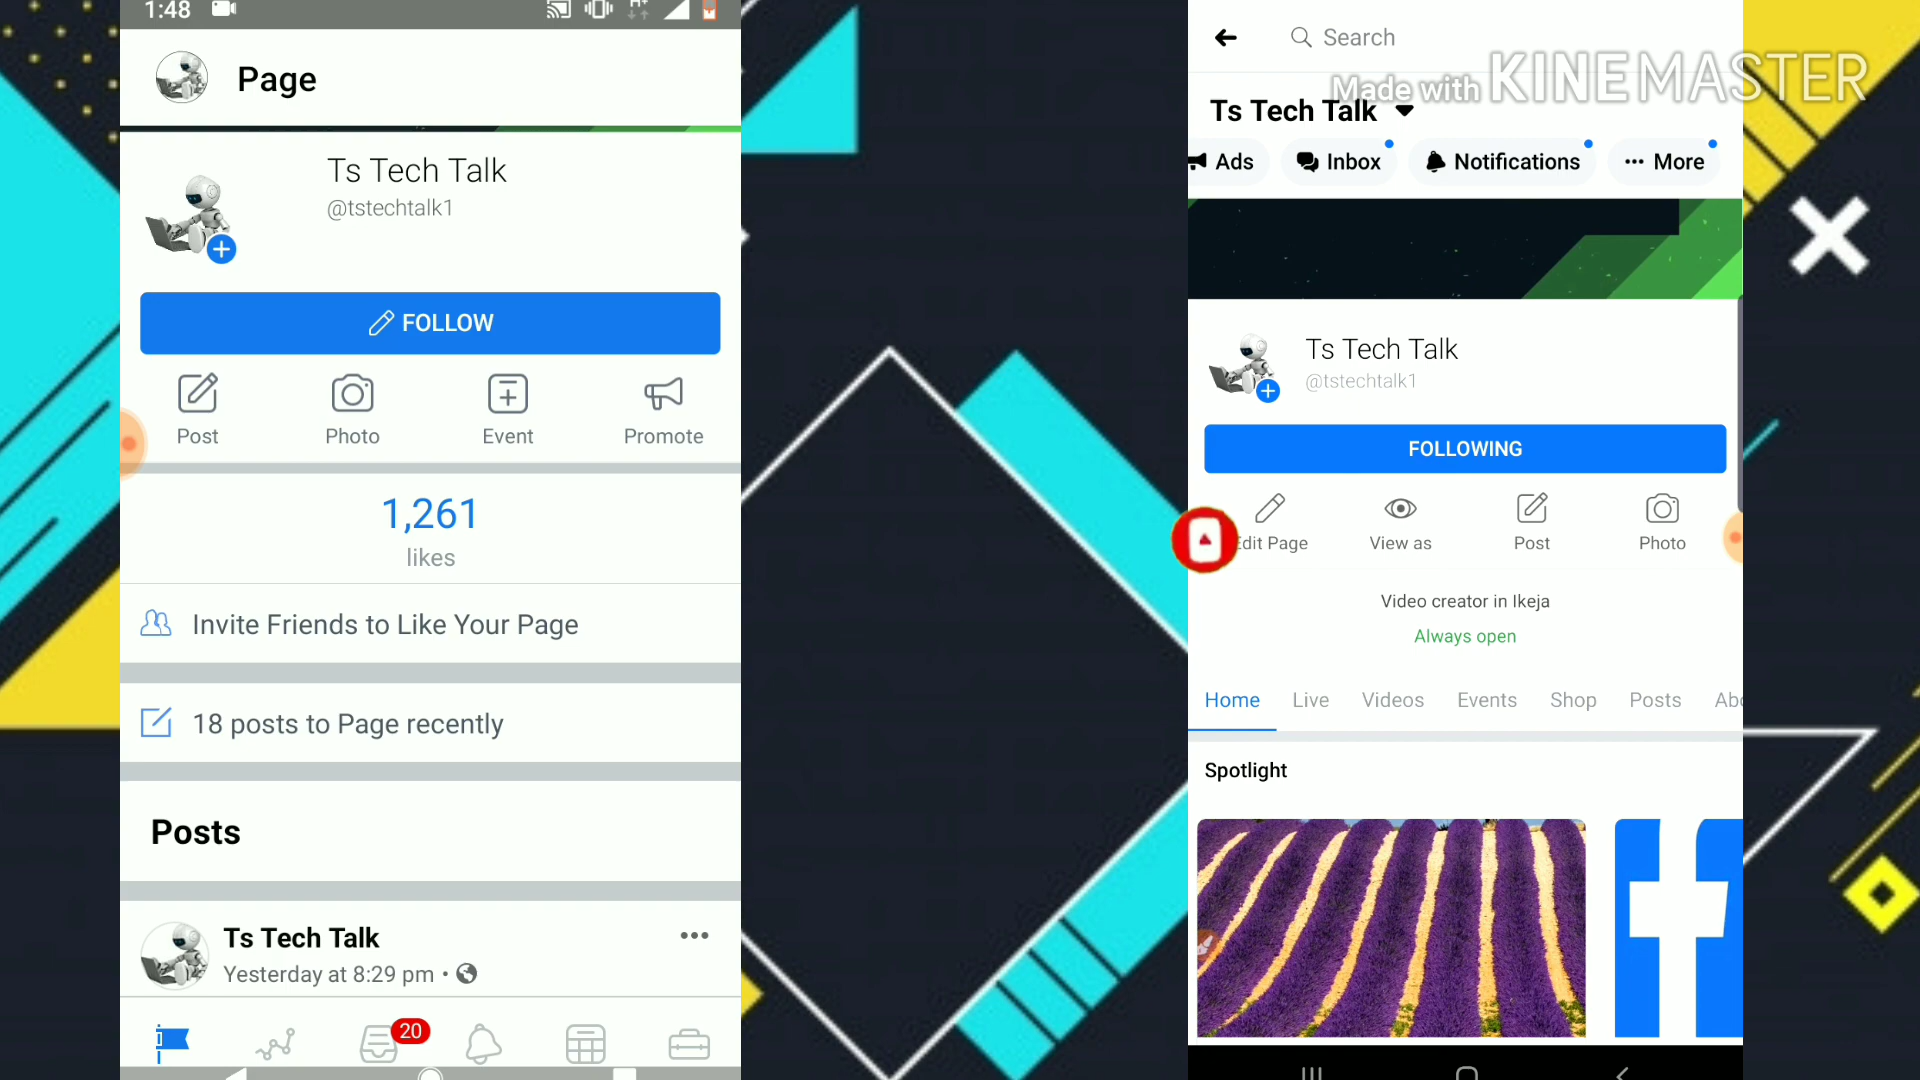 1:48
H+
Page
Ts Tech Talk
@tstechtalk1
FOLLOW
Post Photo Event Promote
1,261
likes
Invite Friends to Like Your Page
18 posts to Page recently
Posts
Ts Tech Talk
Yesterday at 8:29 pm •
20
Search
Made with KINEMASTER
Ts Tech Talk
Ads Inbox Notifications More
Ts Tech Talk
@tstechtalk1
FOLLOWING
Edit Page View as Post Photo
Video creator in Ikeja
Always open
Home Live Videos Events Shop Posts Abo
Spotlight